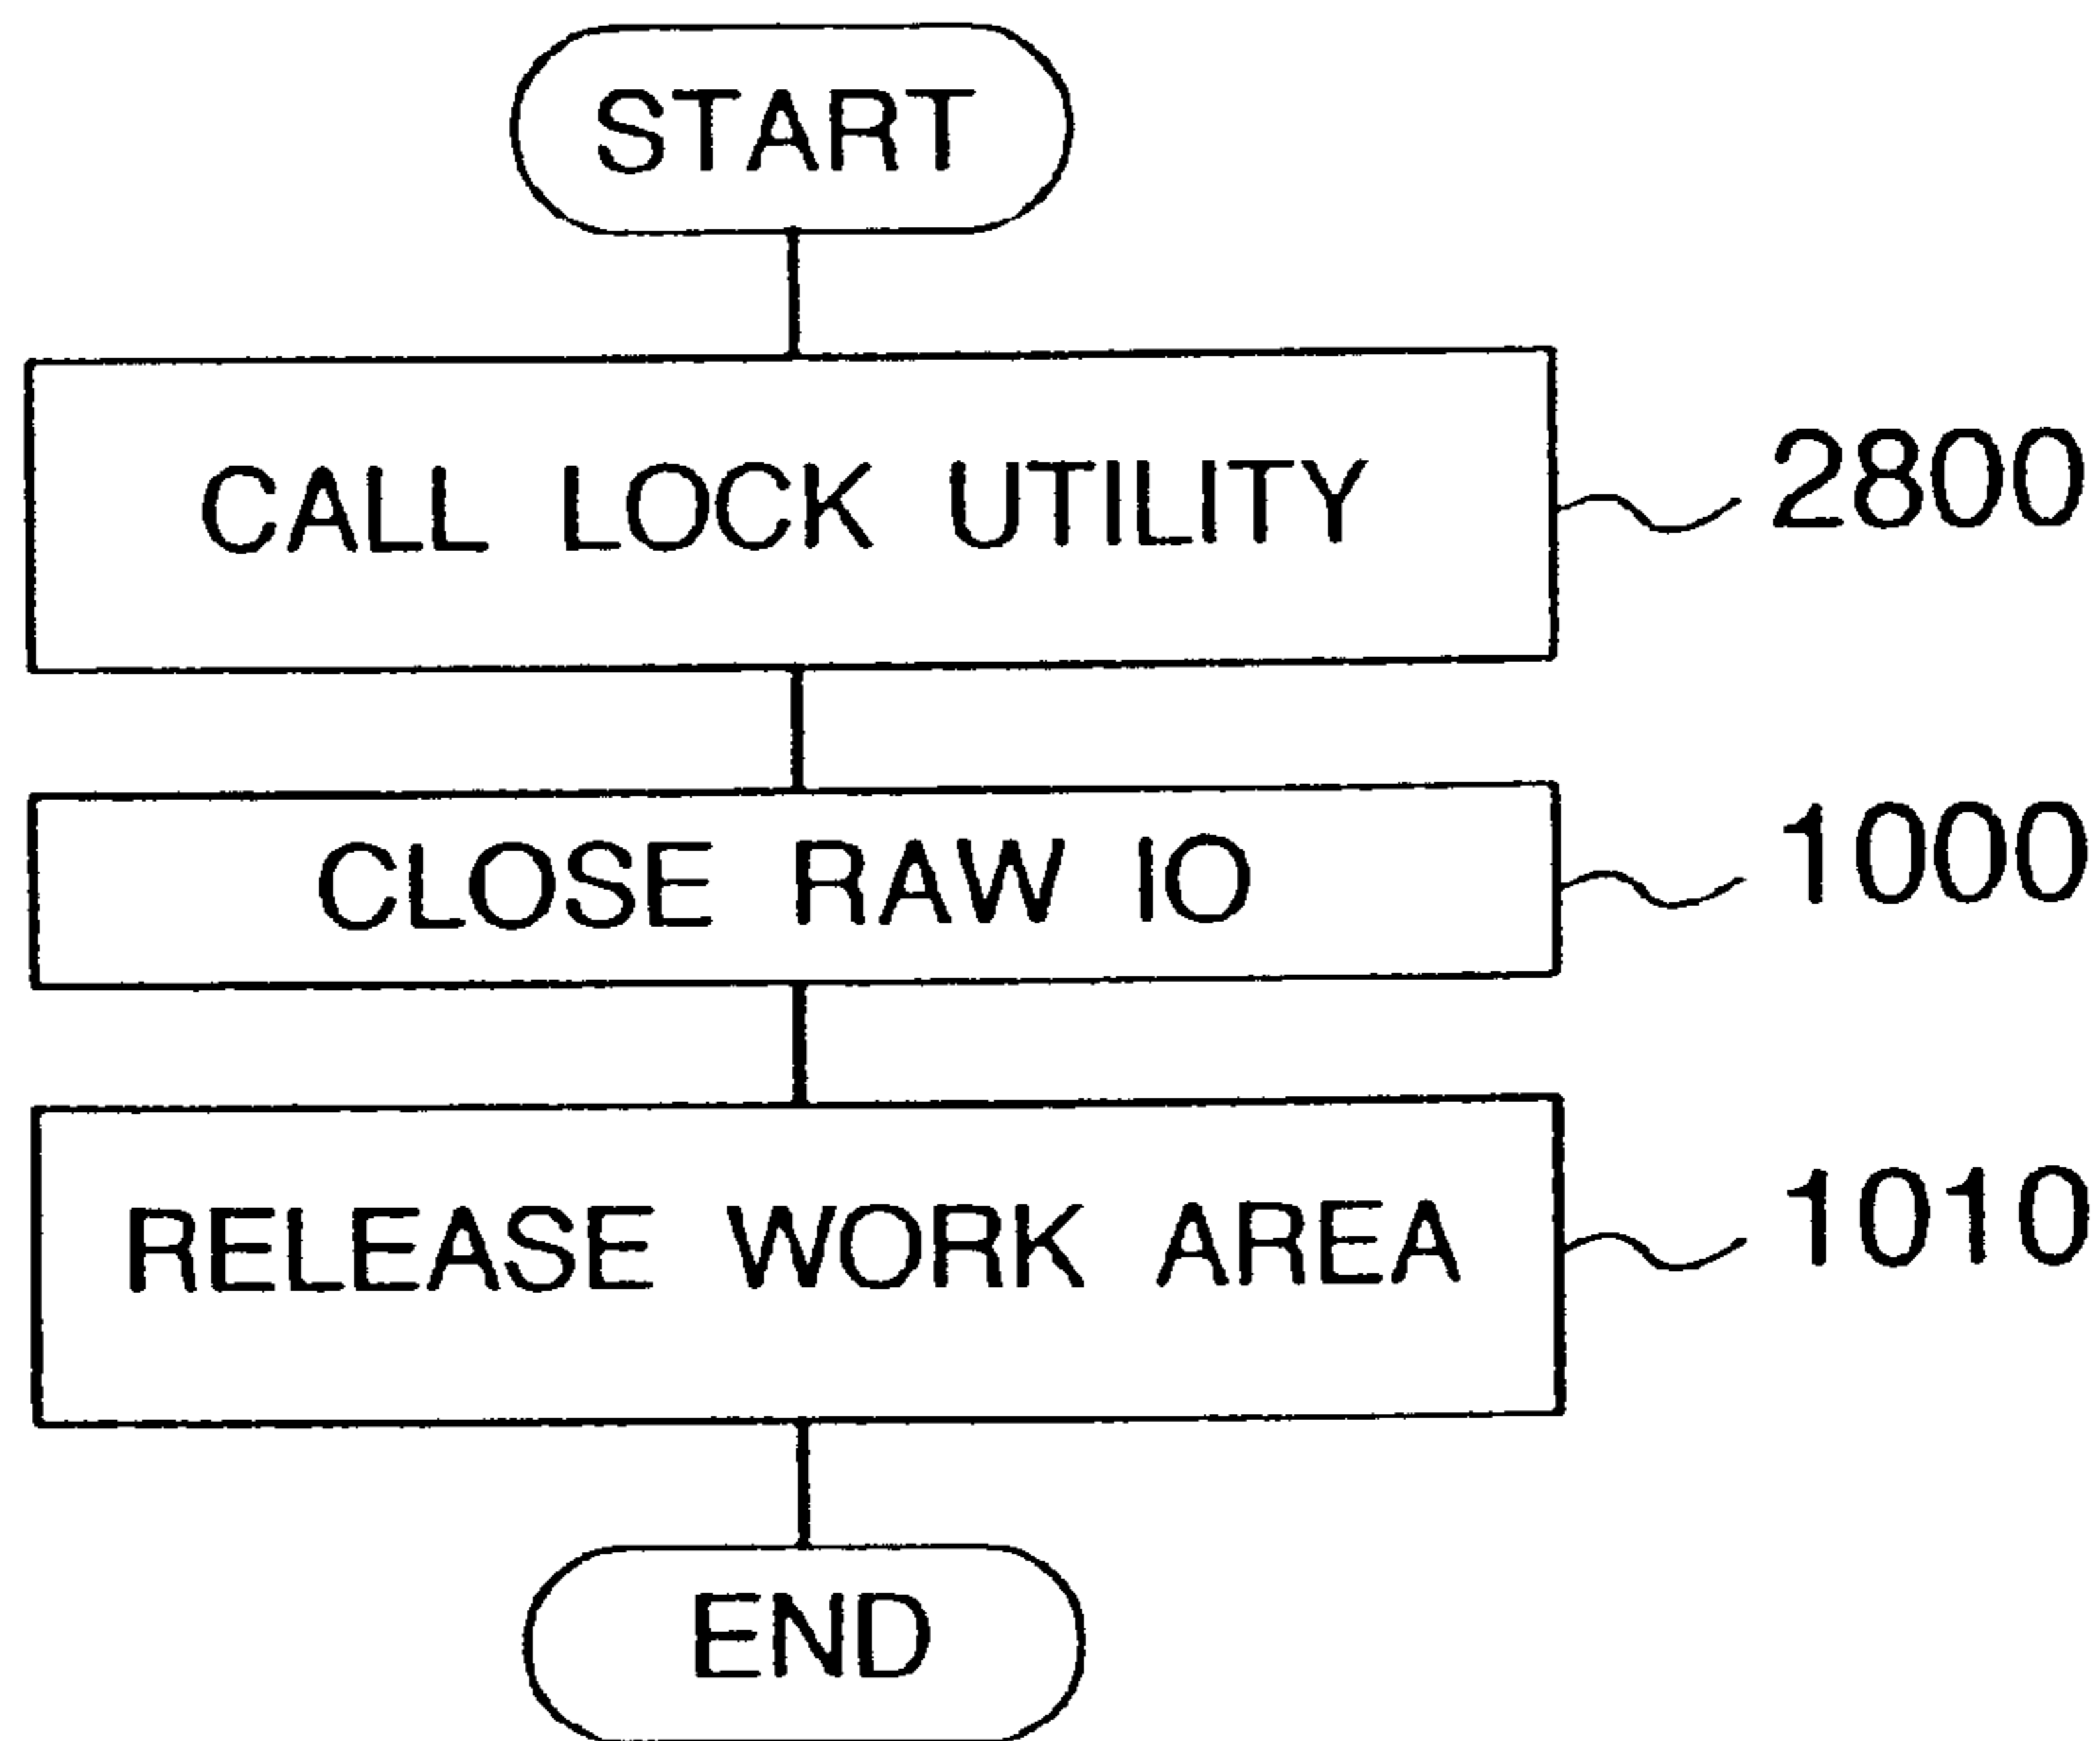 START
CALL LOCK UTILITY
2800
CLOSE RAW IO
1000
RELEASE WORK AREA
1010
END